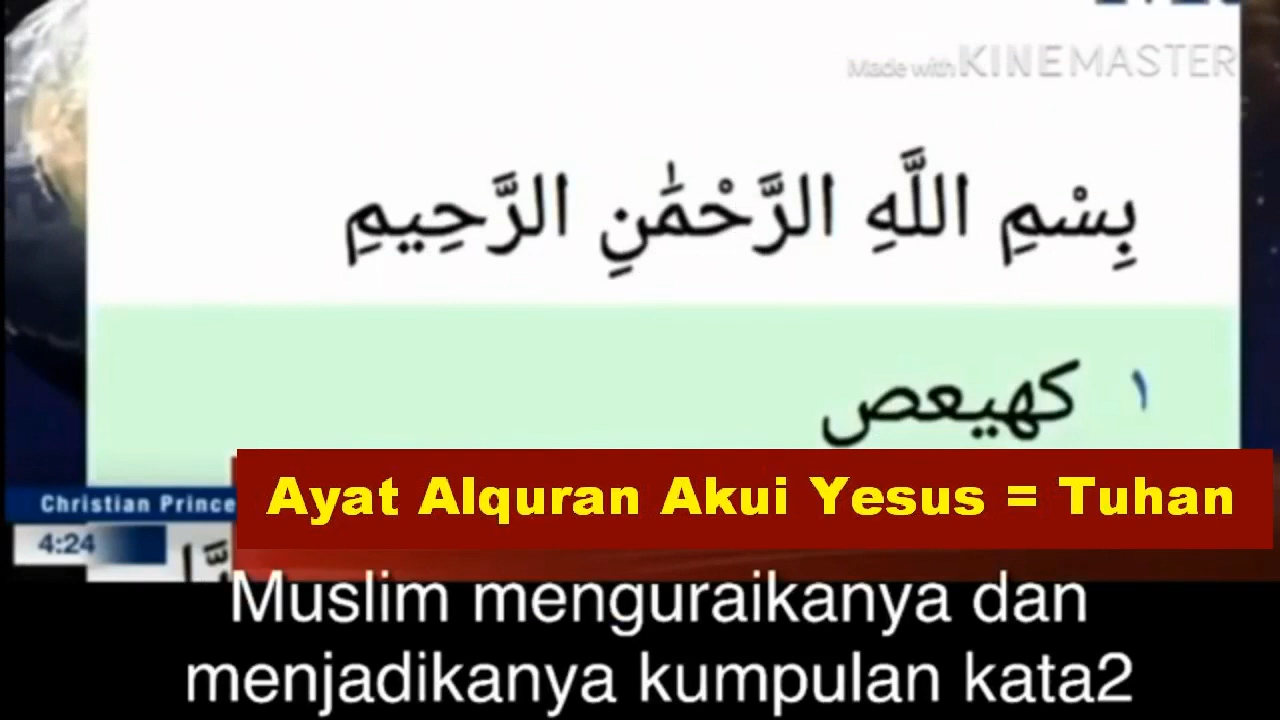 Made with KINEMASTER
بِسْمِ اللَّهِ الرَّحْمَٰنِ الرَّحِيمِ
١ كهيعص
Christian Prince
Ayat Alquran Akui Yesus = Tuhan
4:24
Muslim menguraikanya dan
menjadikanya kumpulan kata2